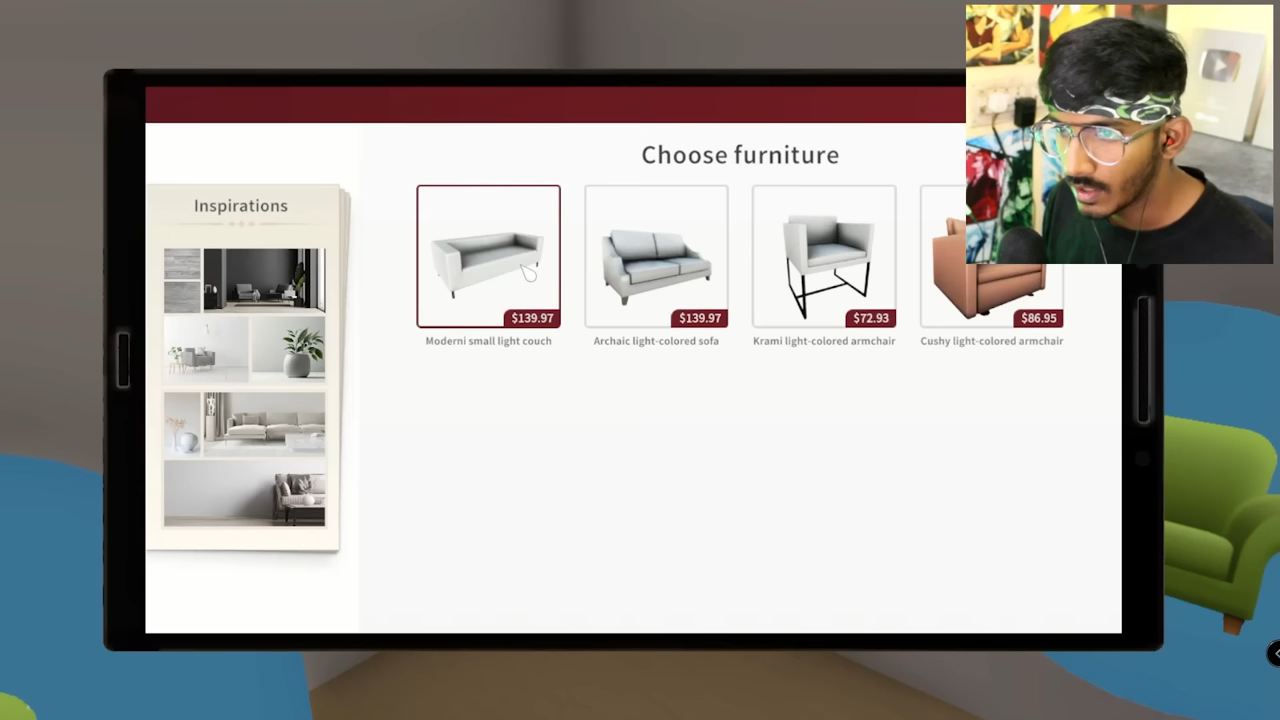 Choose furniture
Inspirations
$139.97
$139.97
$72.93
$86.95
Moderni small light couch
Archaic light-colored sofa
Krami light-colored armchair
Cushy light-colored armchair